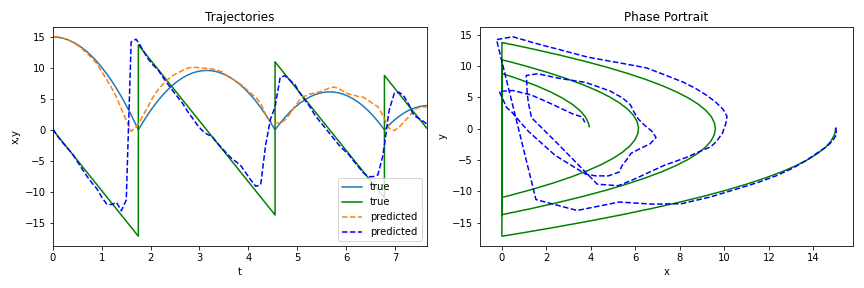 Trajectories
x,y
15
10
5
0
−5
−10
−15
0 1 2 3 4 5 6 7
t
true
true
predicted
predicted
Phase Portrait
y
15
10
5
0
−5
−10
−15
0 2 4 6 8 10 12 14
x